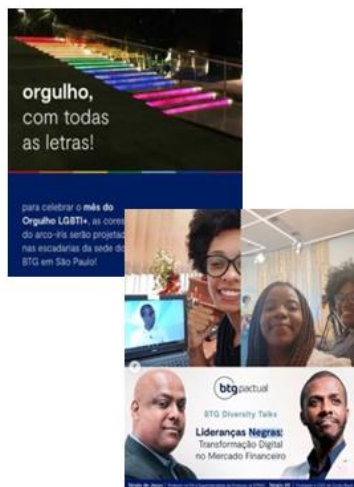 orgulho,
com todas
as letras!
para celebrar o mês do
Orgulho LGBTI+, as cores
do arco-íris serão projetad
nas escadarias da sede do
BTG em São Paulo!
btg pactual
BTG Diversity Talks
Lideranças Negras:
Transformação Digital
no Mercado Financeiro